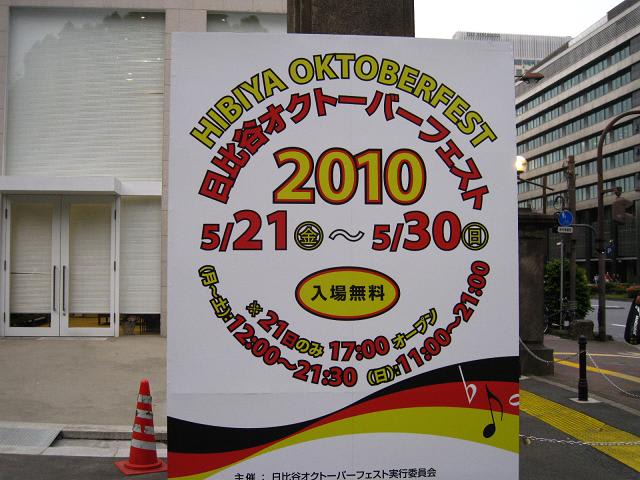 HIBIYA OKTOBERFEST
日比谷オクトーバーフェスト
2010
5/21㊎～5/30㊐
入場無料
(月～土):12:00～21:30 (日):11:00～21:00
※21日のみ 17:00 オープン
主催：日比谷オクトーバーフェスト実行委員会